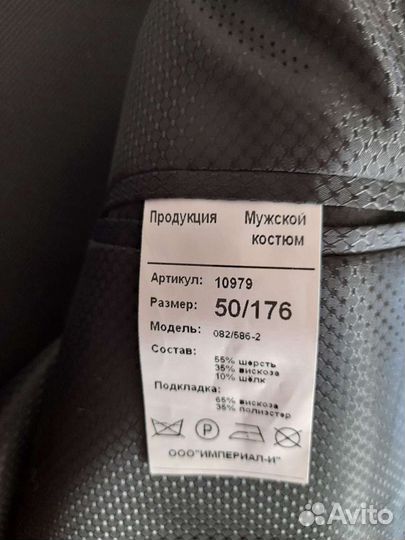 Продукция Мужской
костюм
Артикул: 10979
Размер: 50/176
Модель: 082/586-2
Состав:
55% шерсть
35% вискоза
10% шёлк
Подкладка:
65% вискоза
35% полиэстер
P
ООО"ИМПЕРИАЛ-И"
Avito